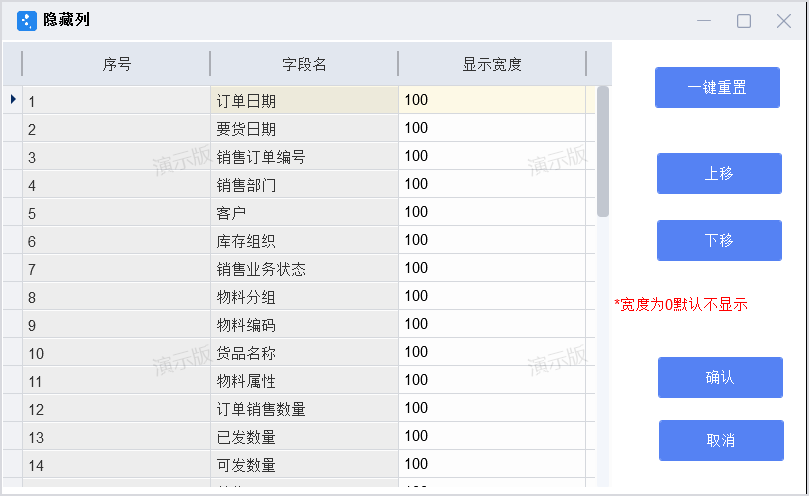 隐藏列
序号 字段名 显示宽度
1 订单日期 100
2 要货日期 100
3 销售订单编号 100
4 销售部门 100
5 客户 100
6 库存组织 100
7 销售业务状态 100
8 物料分组 100
9 物料编码 100
10 货品名称 100
11 物料属性 100
12 订单销售数量 100
13 已发数量 100
14 可发数量 100
演示版 演示版
演示版 演示版
一键重置
上移
下移
*宽度为0默认不显示
确认
取消